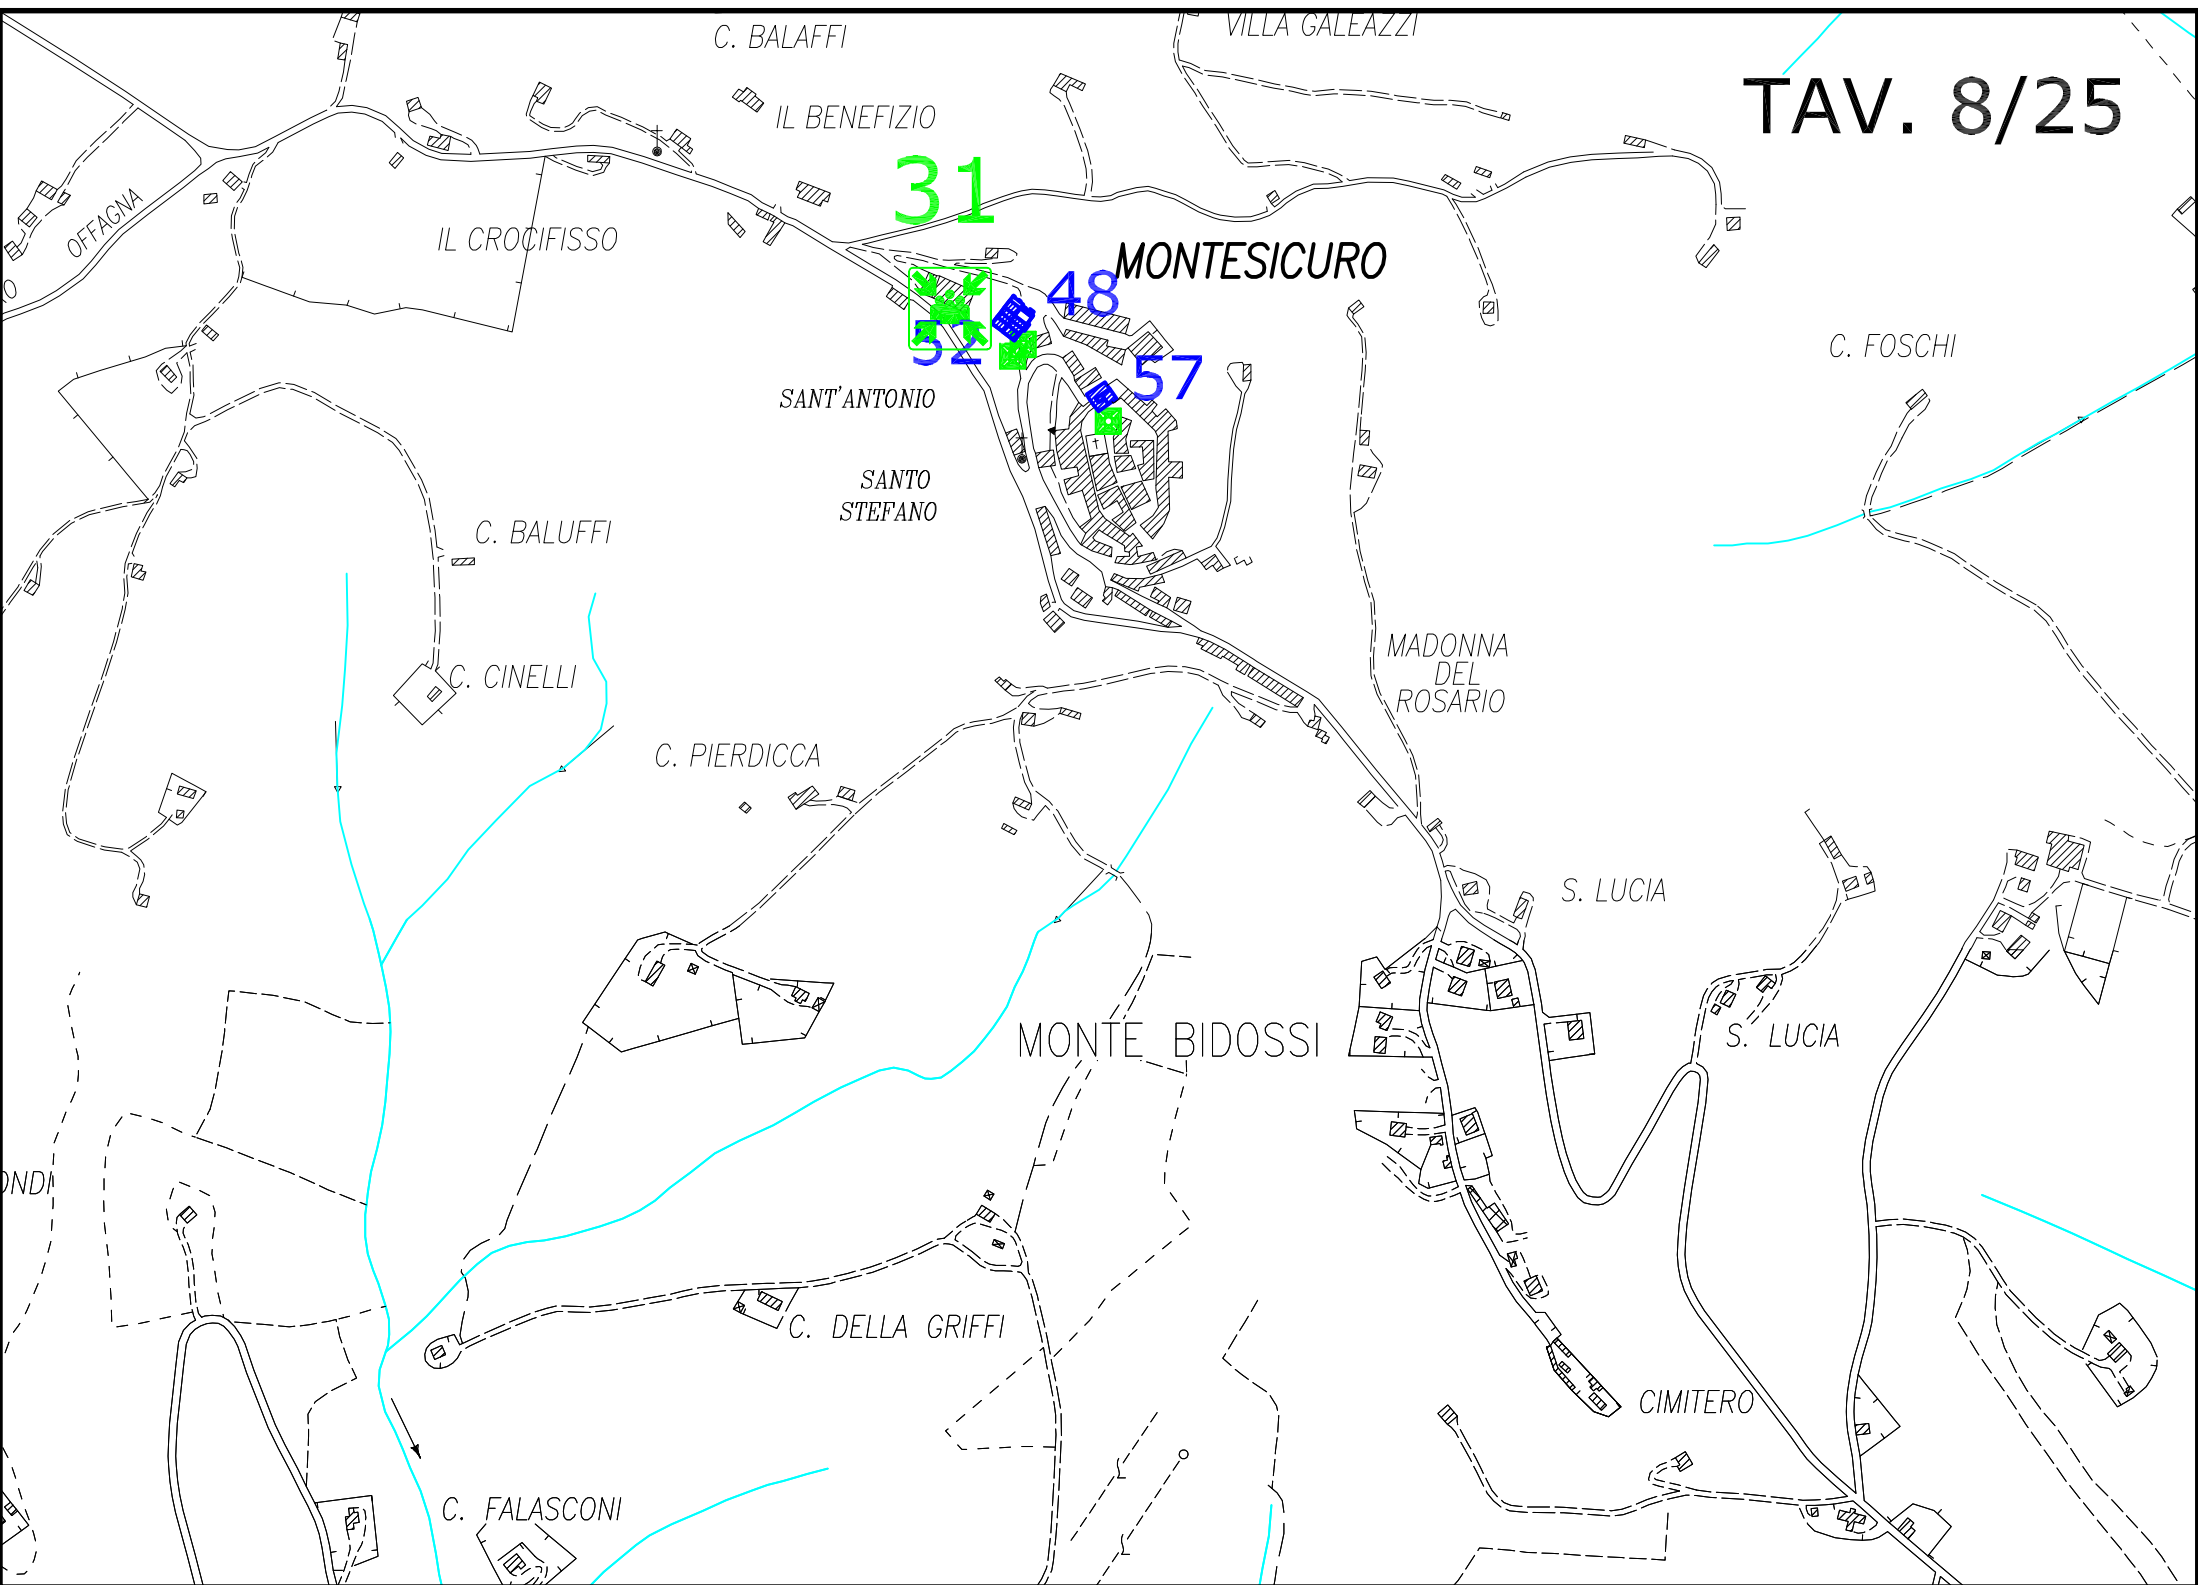 C. BALAFFI
VILLA GALEAZZI
TAV. 8/25
IL BENEFIZIO
31
OFFAGNA
IL CROCIFISSO
MONTESICURO
48
52
57
C. FOSCHI
SANT'ANTONIO
SANTO
STEFANO
C. BALUFFI
MADONNA
DEL
ROSARIO
C. CINELLI
C. PIERDICCA
S. LUCIA
MONTE BIDOSSI
S. LUCIA
ONDI
C. DELLA GRIFFI
CIMITERO
C. FALASCONI